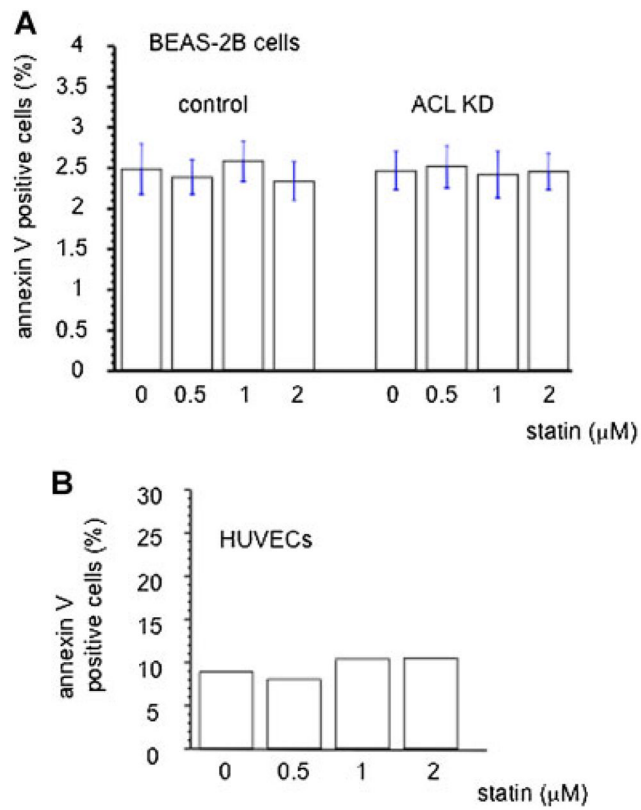 A
BEAS-2B cells
control
ACL KD
annexin V positive cells (%)
4
3.5
3
2.5
2
1.5
1
0.5
0
0 0.5 1 2 0 0.5 1 2
statin (μM)
B
HUVECs
annexin V
positive cells (%)
30
25
20
15
10
5
0
0 0.5 1 2
statin (μM)